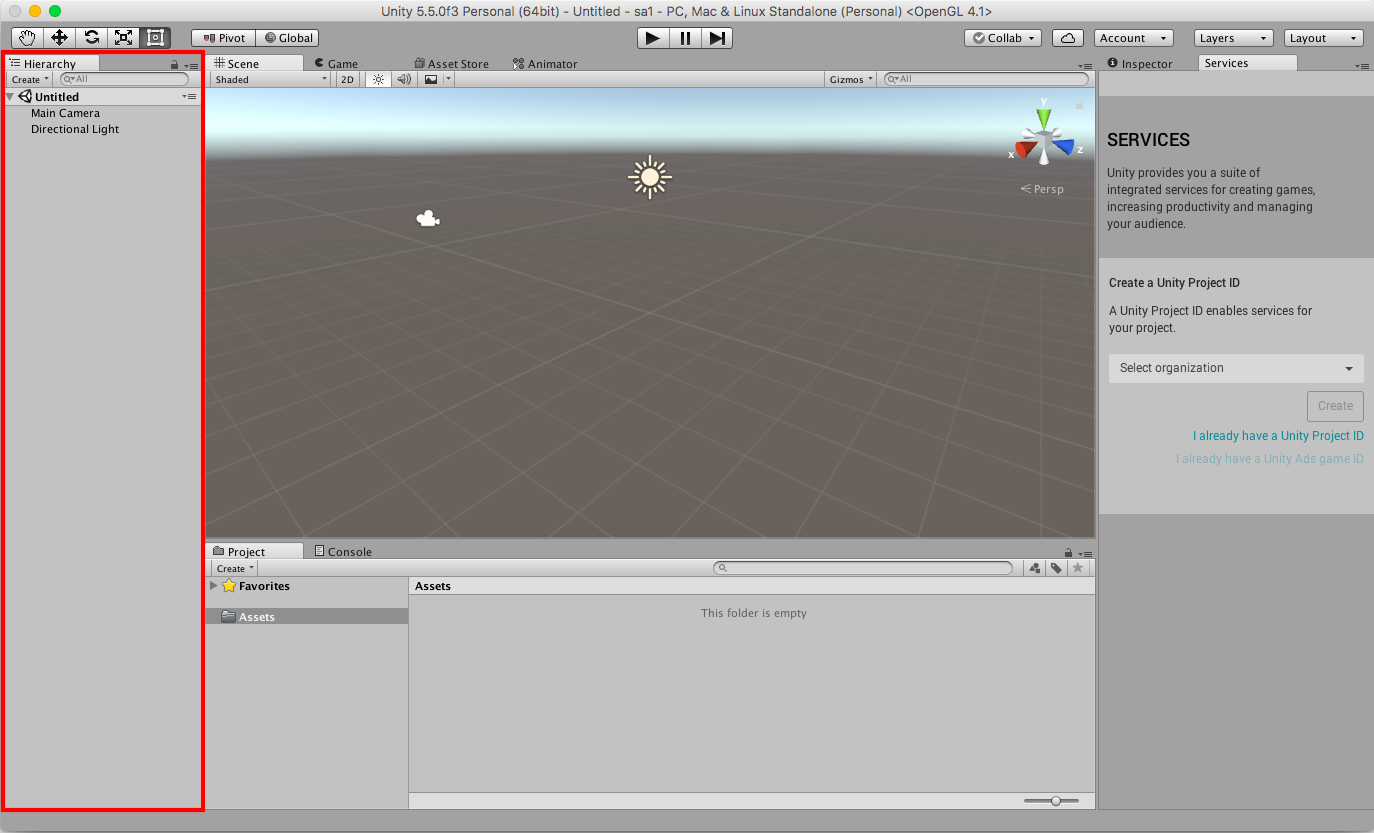 Unity 5.5.0f3 Personal (64bit) - Untitled - sa1 - PC, Mac & Linux Standalone (Personal) <OpenGL 4.1>
Pivot Global Collab Account Layers Layout
Hierarchy
Create All
Untitled
Main Camera
Directional Light
Scene Game Asset Store Animator
Shaded 2D Gizmos All
y
x
z
Persp
Inspector Services
SERVICES
Unity provides you a suite of
integrated services for creating games,
increasing productivity and managing
your audience.
Create a Unity Project ID
A Unity Project ID enables services for
your project.
Select organization
Create
I already have a Unity Project ID
I already have a Unity Ads game ID
Project Console
Create
Favorites
Assets
Assets
This folder is empty